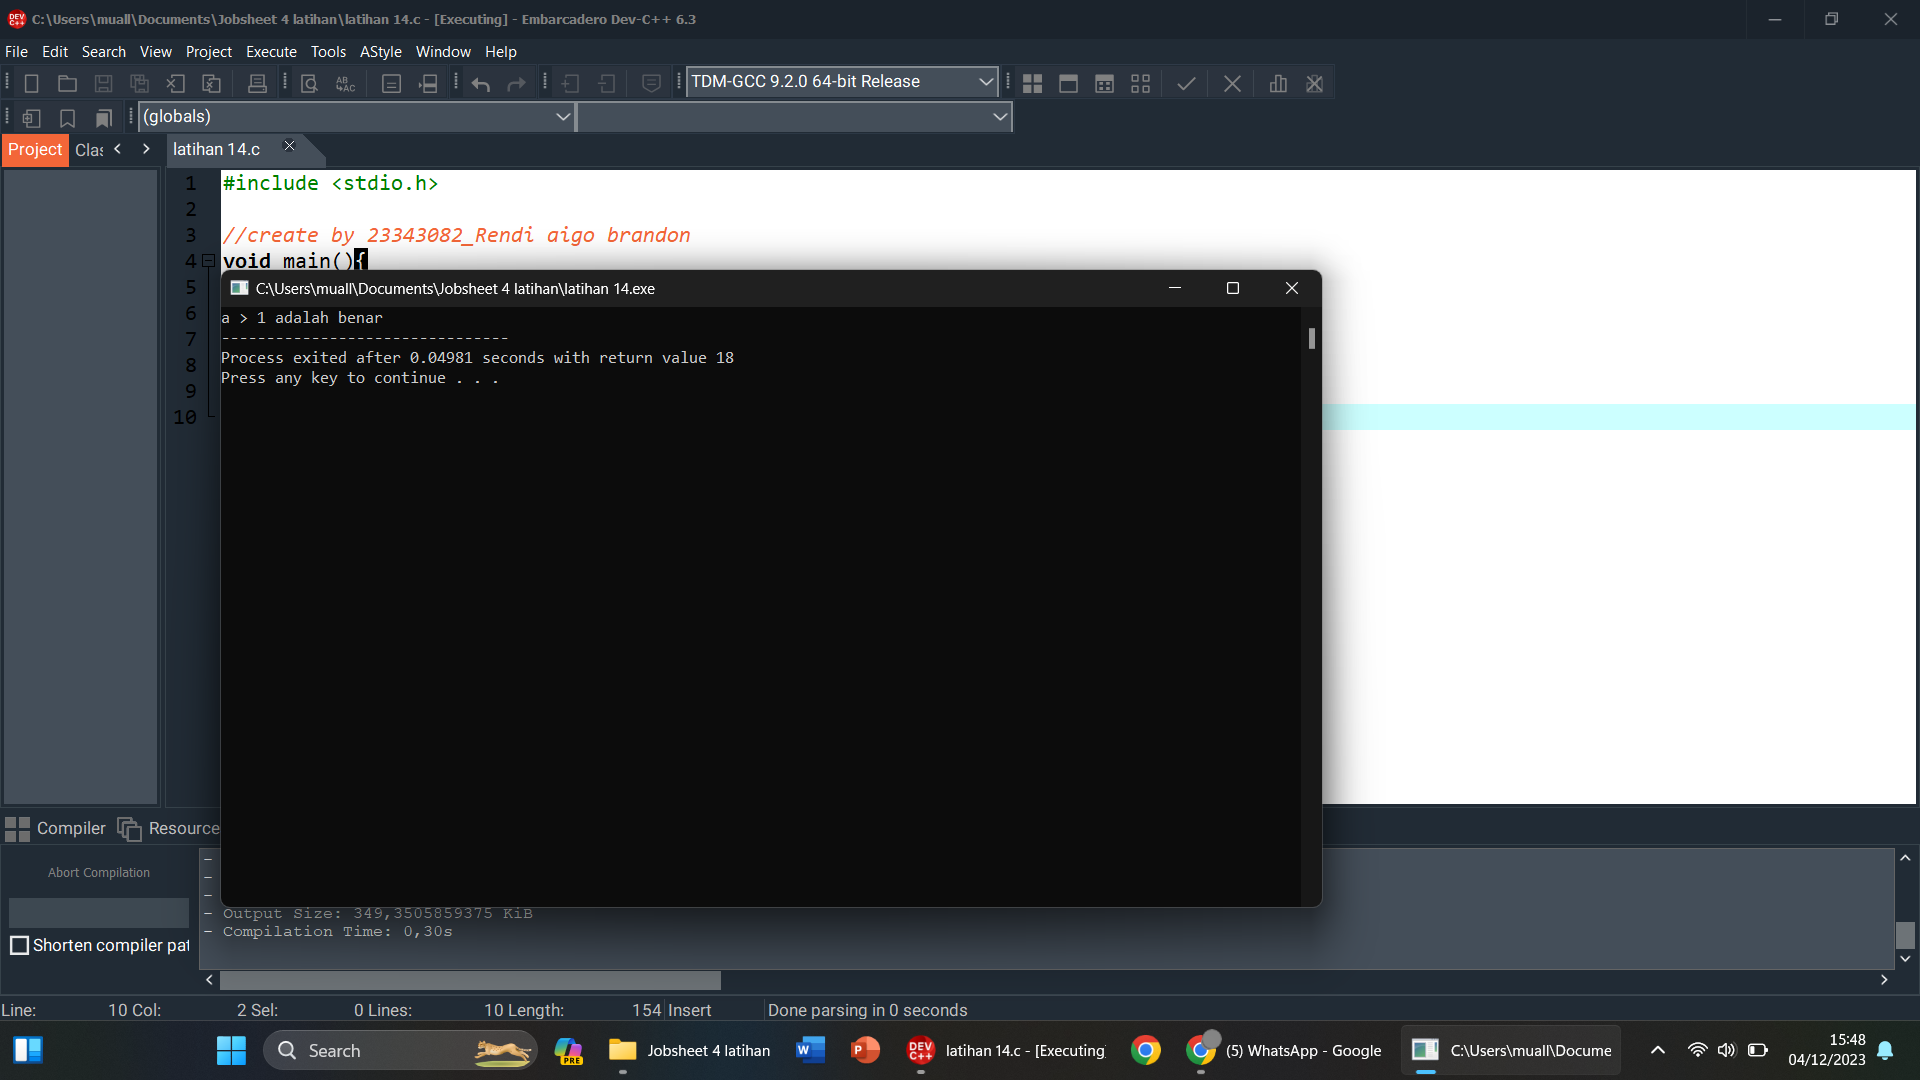 C:\Users\muall\Documents\Jobsheet 4 latihan\latihan 14.c - [Executing] - Embarcadero Dev-C++ 6.3
File Edit Search View Project Execute Tools AStyle Window Help
TDM-GCC 9.2.0 64-bit Release
(globals)
Project Clas latihan 14.c
1 #include <stdio.h>
2
3 //create by 23343082_Rendi aigo brandon
4 void main(){
5
6
7
8
9
10
C:\Users\muall\Documents\Jobsheet 4 latihan\latihan 14.exe
a > 1 adalah benar
--------------------------------
Process exited after 0.04981 seconds with return value 18
Press any key to continue . . .
Compiler Resource
Abort Compilation
- Output Size: 349,3505859375 KiB
- Compilation Time: 0,30s
Shorten compiler pat
Line: 10 Col: 2 Sel: 0 Lines: 10 Length: 154 Insert Done parsing in 0 seconds
Search PRE Jobsheet 4 latihan latihan 14.c - [Executing (5) WhatsApp - Google C:\Users\muall\Docume 15:48
04/12/2023